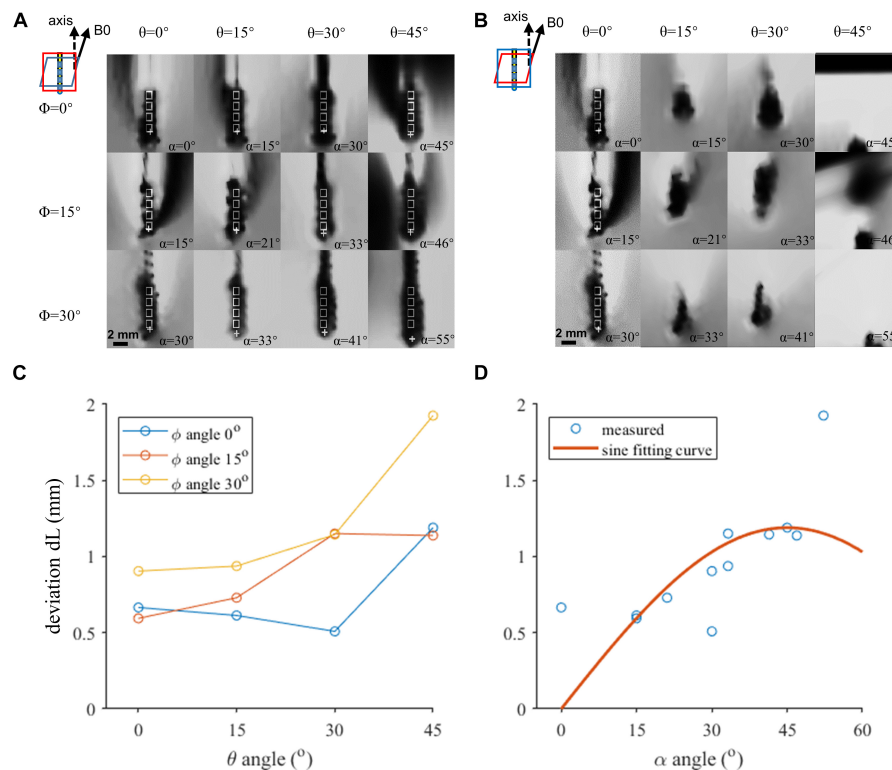 A
axis
B0
θ=0°
θ=15°
θ=30°
θ=45°
Φ=0°
α=0°
α=15°
α=30°
α=45°
Φ=15°
α=15°
α=21°
α=33°
α=46°
Φ=30°
2 mm
α=30°
α=33°
α=41°
α=55°
B
axis
B0
θ=0°
θ=15°
θ=30°
θ=45°
α=0°
α=15°
α=30°
α=45°
α=15°
α=21°
α=33°
α=46°
2 mm
α=30°
α=33°
α=41°
α=55°
C
deviation dL (mm)
2
1.5
1
0.5
0
ϕ angle 0°
ϕ angle 15°
ϕ angle 30°
0
15
30
45
θ angle (°)
D
2
1.5
1
0.5
0
measured
sine fitting curve
0
15
30
45
60
α angle (°)